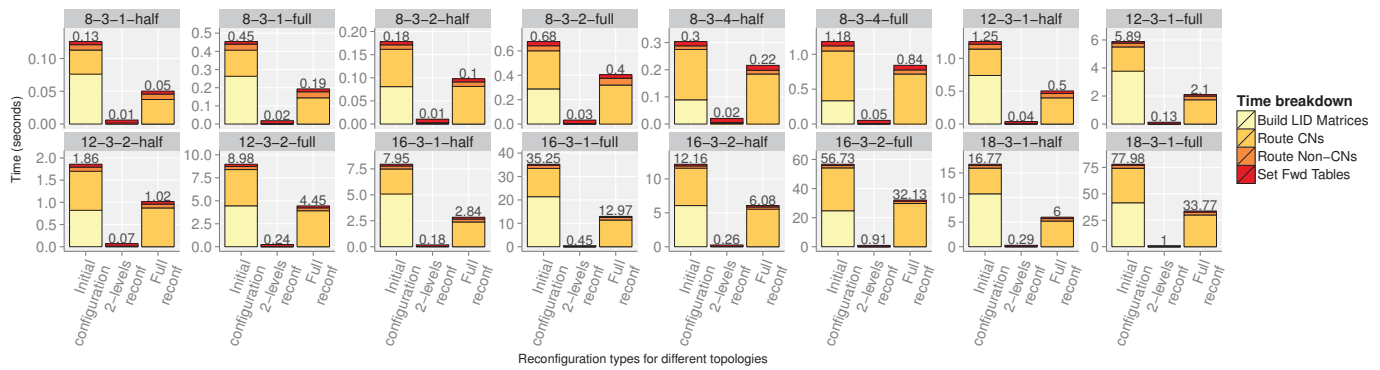 8−3−1−half
8−3−1−full
8−3−2−half
8−3−2−full
8−3−4−half
8−3−4−full
12−3−1−half
12−3−1−full
0.13 0.01 0.05
0.45 0.02 0.19
0.18 0.01 0.1
0.68 0.03 0.4
0.3 0.02 0.22
1.18 0.05 0.84
1.25 0.04 0.5
5.89 0.13 2.1
0.10 0.05 0.00
0.5 0.4 0.3 0.2 0.1 0.0
0.15 0.10 0.05 0.00
0.6 0.4 0.2 0.0
0.3 0.2 0.1 0.0
1.0 0.5 0.0
1.0 0.5 0.0
6 4 2 0
12−3−2−half
12−3−2−full
16−3−1−half
16−3−1−full
16−3−2−half
16−3−2−full
18−3−1−half
18−3−1−full
1.86 0.07 1.02
8.98 0.24 4.45
7.95 0.18 2.84
35.25 0.45 12.97
12.16 0.26 6.08
56.73 0.91 32.13
16.77 0.29 6
77.98 1 33.77
2.0 1.5 1.0 0.5 0.0
10.0 7.5 5.0 2.5 0.0
8 6 4 2 0
40 30 20 10 0
15 10 5 0
60 40 20 0
15 10 5 0
75 50 25 0
Time (seconds)
Initial configuration
2−levels reconf
Full reconf
Initial configuration
2−levels reconf
Full reconf
Initial configuration
2−levels reconf
Full reconf
Initial configuration
2−levels reconf
Full reconf
Initial configuration
2−levels reconf
Full reconf
Initial configuration
2−levels reconf
Full reconf
Initial configuration
2−levels reconf
Full reconf
Initial configuration
2−levels reconf
Full reconf
Reconfiguration types for different topologies
Time breakdown
Build LID Matrices
Route CNs
Route Non−CNs
Set Fwd Tables